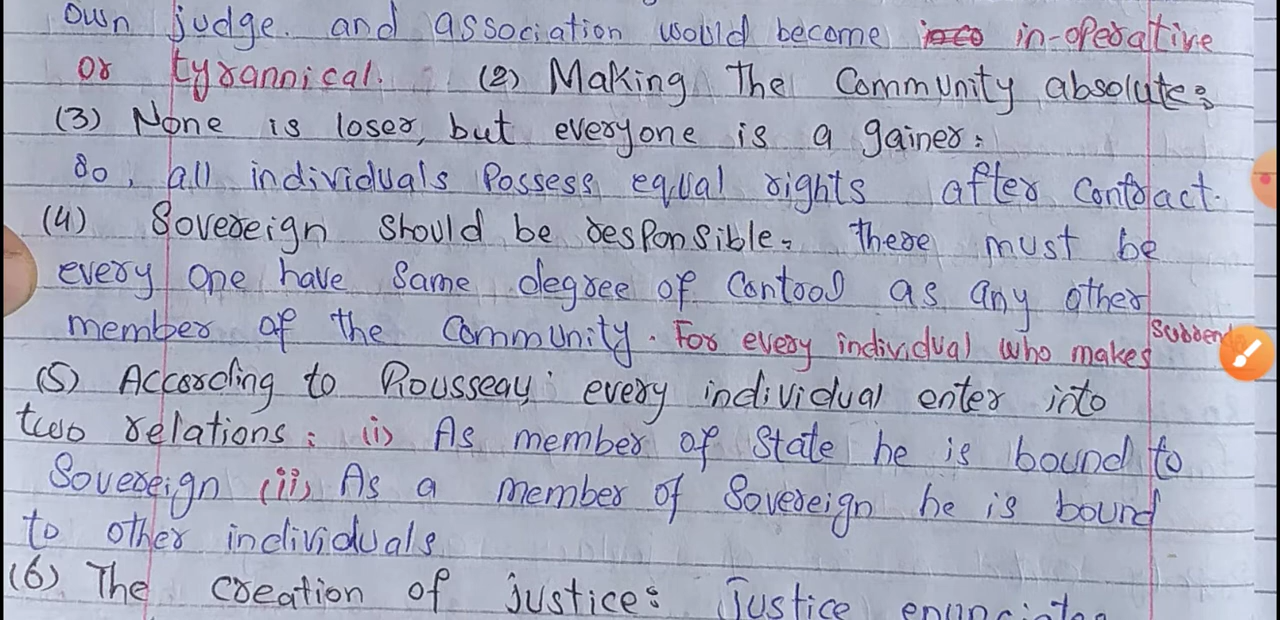 own judge. and association would become in-operative
or tyrannical. (2) Making The Community absolute:
(3) None is loser, but everyone is a gainer:
so, all individuals Possess equal rights after contract.
(4) Sovereign should be responsible: there must be
every one have same degree of Control as any other
member of the Community. For every individual who makes
(5) According to Rousseau: every individual enter into
two relations: (i) As member of State he is bound to
Sovereign (ii) As a member of Sovereign he is bound
to other individuals
(6) The creation of justice: Justice